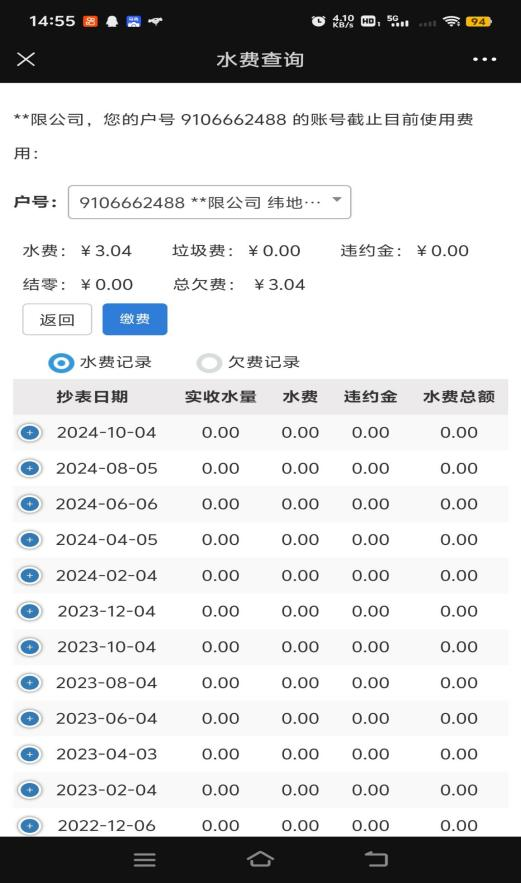 14:55 4.10 KB/s HD 1 5G 94
水费查询
**限公司，您的户号 9106662488 的账号截止目前使用费
用：
户号： 9106662488 **限公司 纬地…
水费：￥3.04 垃圾费：￥0.00 违约金：￥0.00
结零：￥0.00 总欠费：￥3.04
返回 缴费
水费记录 欠费记录
抄表日期 实收水量 水费 违约金 水费总额
2024-10-04 0.00 0.00 0.00 0.00
2024-08-05 0.00 0.00 0.00 0.00
2024-06-06 0.00 0.00 0.00 0.00
2024-04-05 0.00 0.00 0.00 0.00
2024-02-04 0.00 0.00 0.00 0.00
2023-12-04 0.00 0.00 0.00 0.00
2023-10-04 0.00 0.00 0.00 0.00
2023-08-04 0.00 0.00 0.00 0.00
2023-06-04 0.00 0.00 0.00 0.00
2023-04-03 0.00 0.00 0.00 0.00
2023-02-04 0.00 0.00 0.00 0.00
2022-12-06 0.00 0.00 0.00 0.00